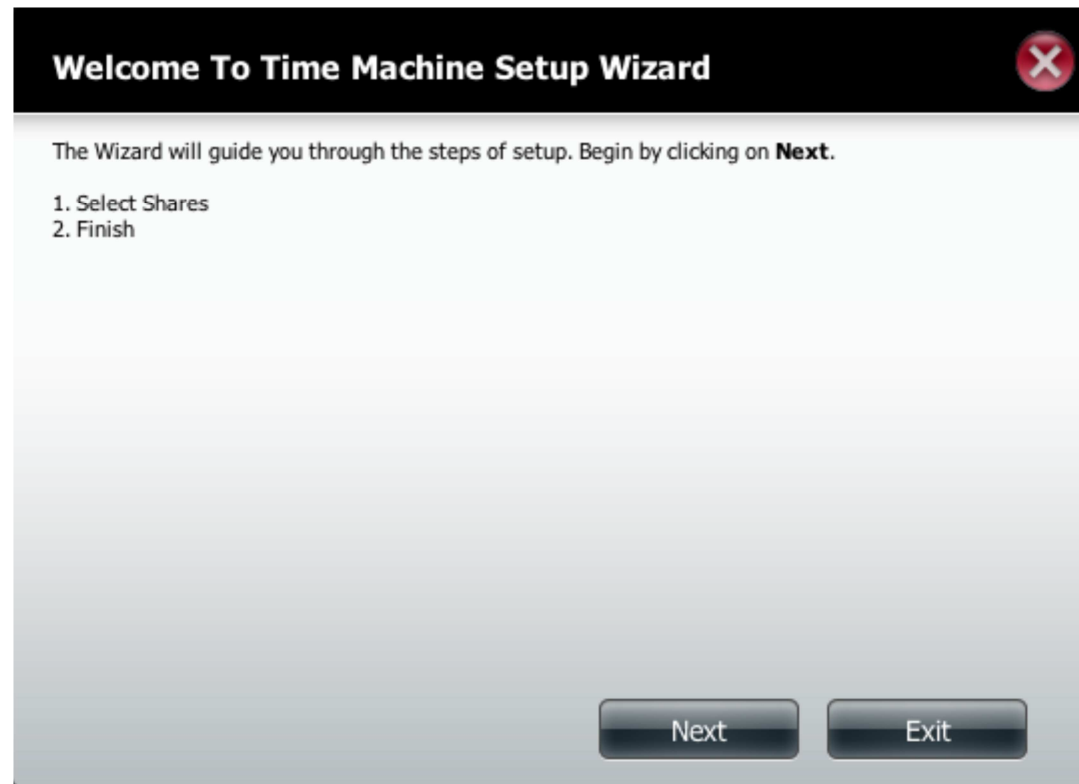 Welcome To Time Machine Setup Wizard
The Wizard will guide you through the steps of setup. Begin by clicking on Next.
1. Select Shares
2. Finish
Next
Exit